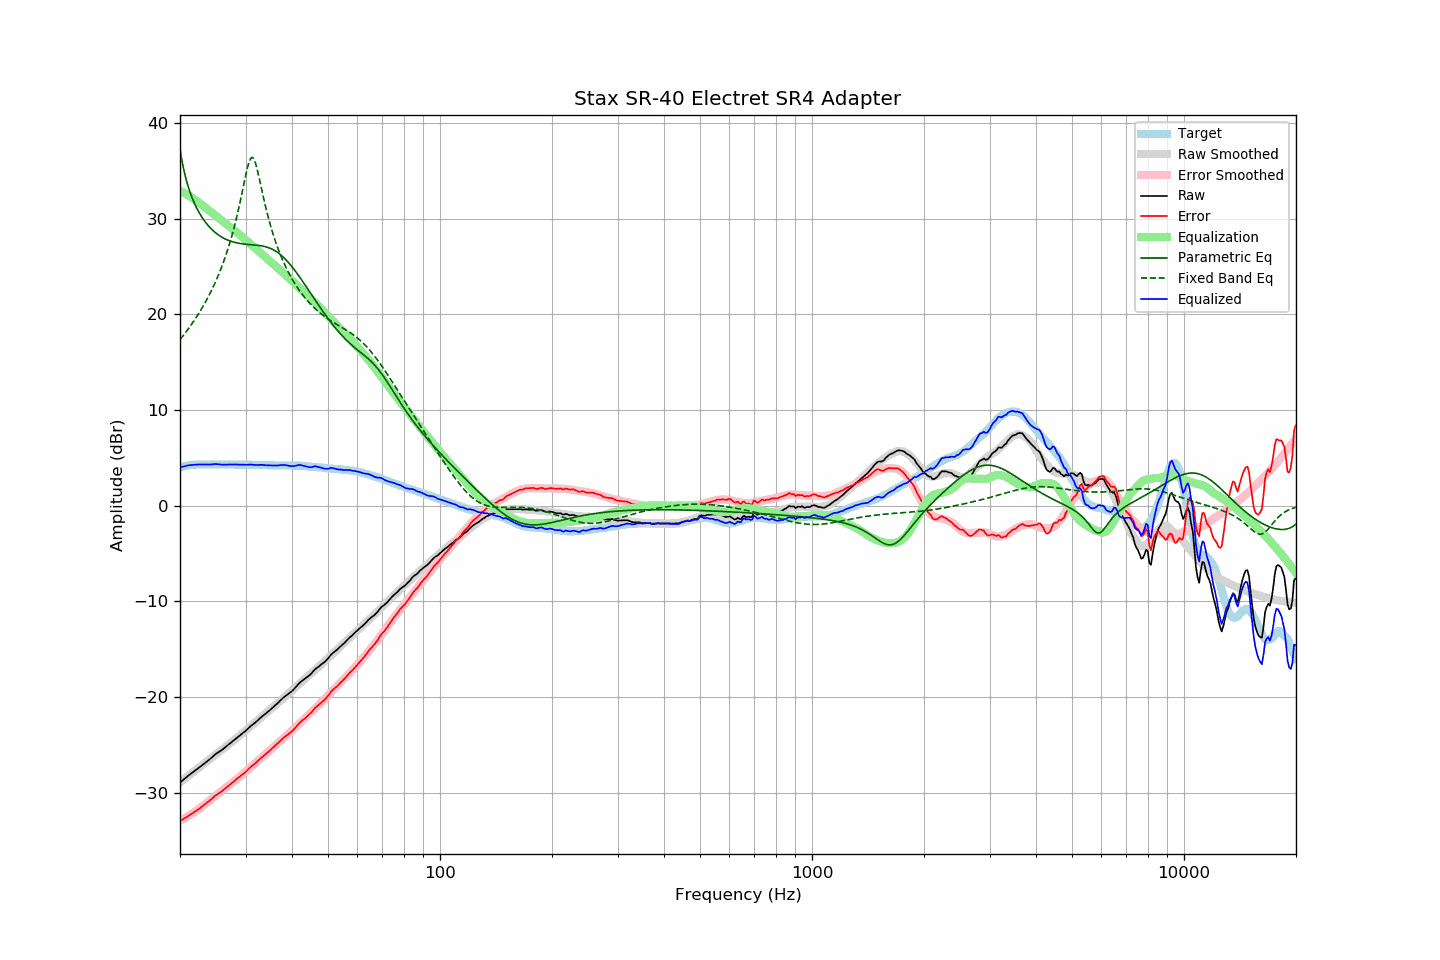 Stax SR-40 Electret SR4 Adapter
Amplitude (dBr)
40
30
20
10
0
−10
−20
−30
Target
Raw Smoothed
Error Smoothed
Raw
Error
Equalization
Parametric Eq
Fixed Band Eq
Equalized
100
1000
10000
Frequency (Hz)